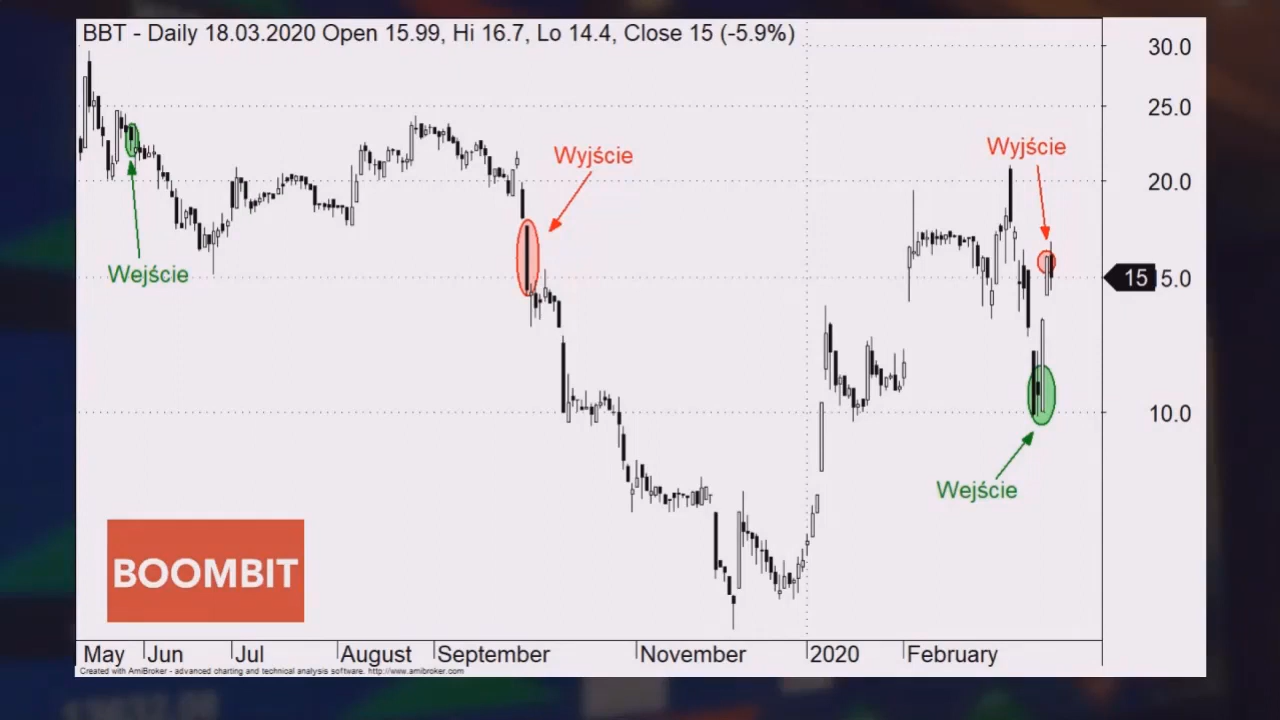 BBT - Daily 18.03.2020 Open 15.99, Hi 16.7, Lo 14.4, Close 15 (-5.9%)
30.0
25.0
Wyjście
Wyjście
20.0
Wejście
15
5.0
10.0
Wejście
BOOMBIT
May Jun Jul August September November 2020 February
Created with AmiBroker - advanced charting and technical analysis software. http://www.amibroker.com